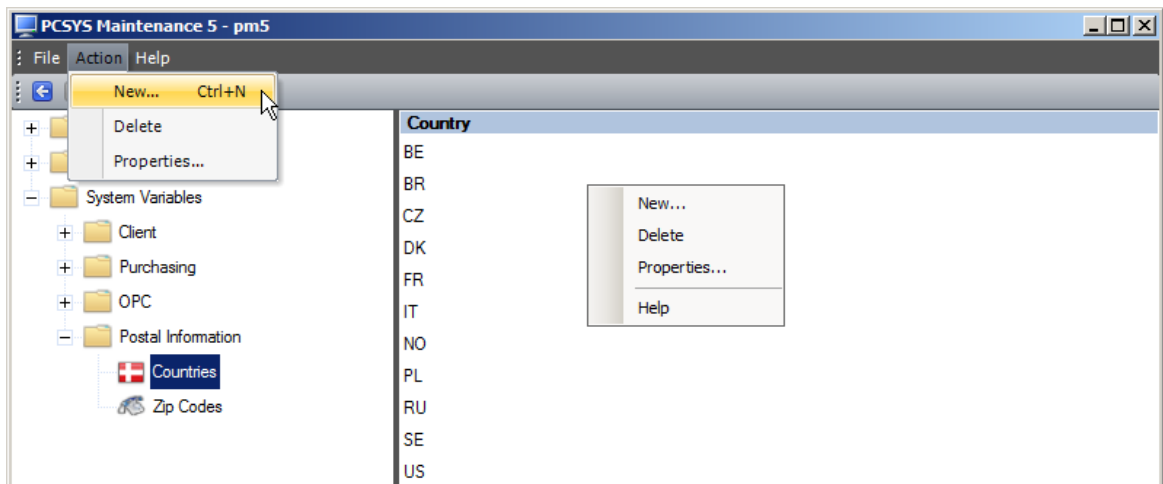 PCSYS Maintenance 5 - pm5
File Action Help
New... Ctrl+N
Delete
Properties...
System Variables
Client
Purchasing
OPC
Postal Information
Countries
Zip Codes
Country
BE
BR
CZ
DK
FR
IT
NO
PL
RU
SE
US
New...
Delete
Properties...
Help